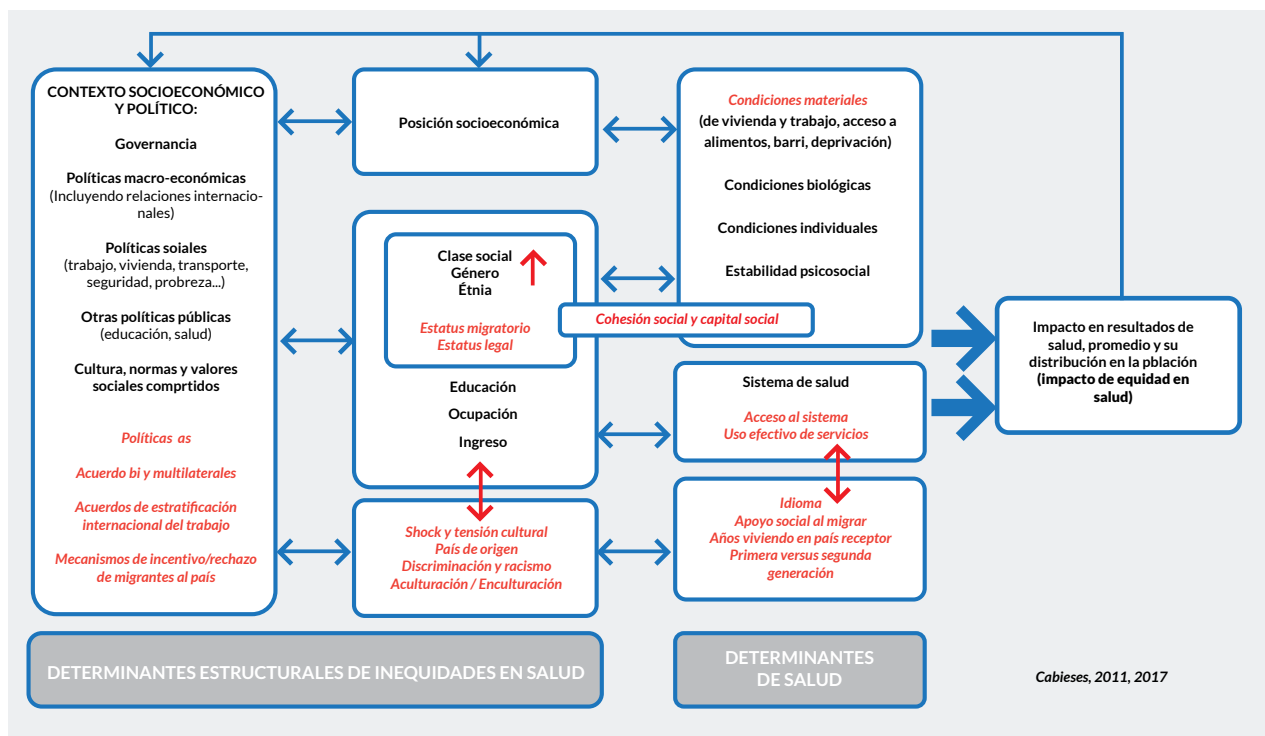 CONTEXTO SOCIOECONÓMICO
Y POLÍTICO:
Governancia
Políticas macro-económicas
(Incluyendo relaciones internacio-
nales)
Políticas soiales
(trabajo, vivienda, transporte,
seguridad, probreza...)
Otras políticas públicas
(educación, salud)
Cultura, normas y valores
sociales comprtidos
Políticas as
Acuerdo bi y multilaterales
Acuerdos de estratificación
internacional del trabajo
Mecanismos de incentivo/rechazo
de migrantes al país
Posición socioeconómica
Clase social
Género
Étnia
Estatus migratorio
Estatus legal
Educación
Ocupación
Ingreso
Shock y tensión cultural
País de origen
Discriminación y racismo
Aculturación / Enculturación
Cohesión social y capital social
Condiciones materiales
(de vivienda y trabajo, acceso a
alimentos, barri, deprivación)
Condiciones biológicas
Condiciones individuales
Estabilidad psicosocial
Sistema de salud
Acceso al sistema
Uso efectivo de servicios
Idioma
Apoyo social al migrar
Años viviendo en país receptor
Primera versus segunda
generación
Impacto en resultados de
salud, promedio y su
distribución en la pblación
(impacto de equidad en
salud)
DETERMINANTES ESTRUCTURALES DE INEQUIDADES EN SALUD
DETERMINANTES
DE SALUD
Cabieses, 2011, 2017